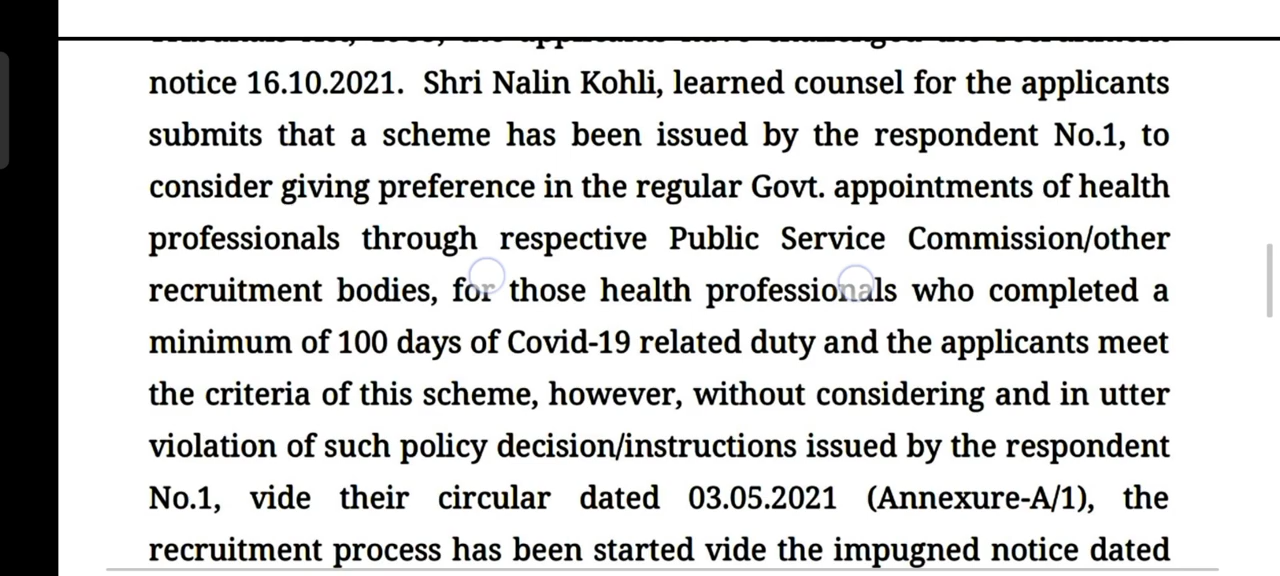 notice 16.10.2021. Shri Nalin Kohli, learned counsel for the applicants
submits that a scheme has been issued by the respondent No.1, to
consider giving preference in the regular Govt. appointments of health
professionals through respective Public Service Commission/other
recruitment bodies, for those health professionals who completed a
minimum of 100 days of Covid-19 related duty and the applicants meet
the criteria of this scheme, however, without considering and in utter
violation of such policy decision/instructions issued by the respondent
No.1, vide their circular dated 03.05.2021 (Annexure-A/1), the
recruitment process has been started vide the impugned notice dated